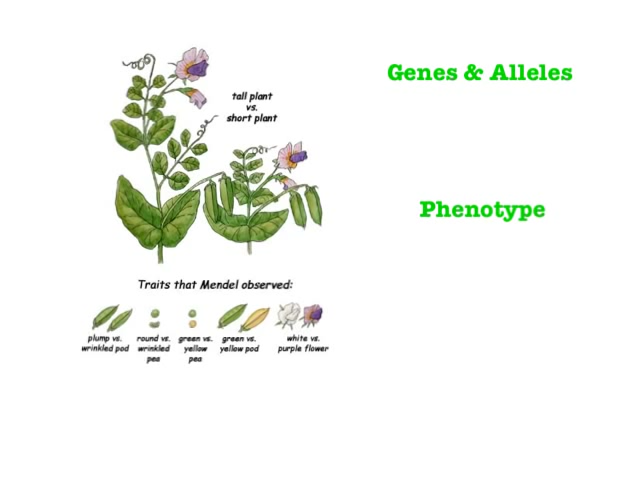 Genes & Alleles
tall plant
vs.
short plant
Phenotype
Traits that Mendel observed:
plump vs.
wrinkled pod
round vs.
wrinkled
pea
green vs.
yellow
pea
green vs.
yellow pod
white vs.
purple flower